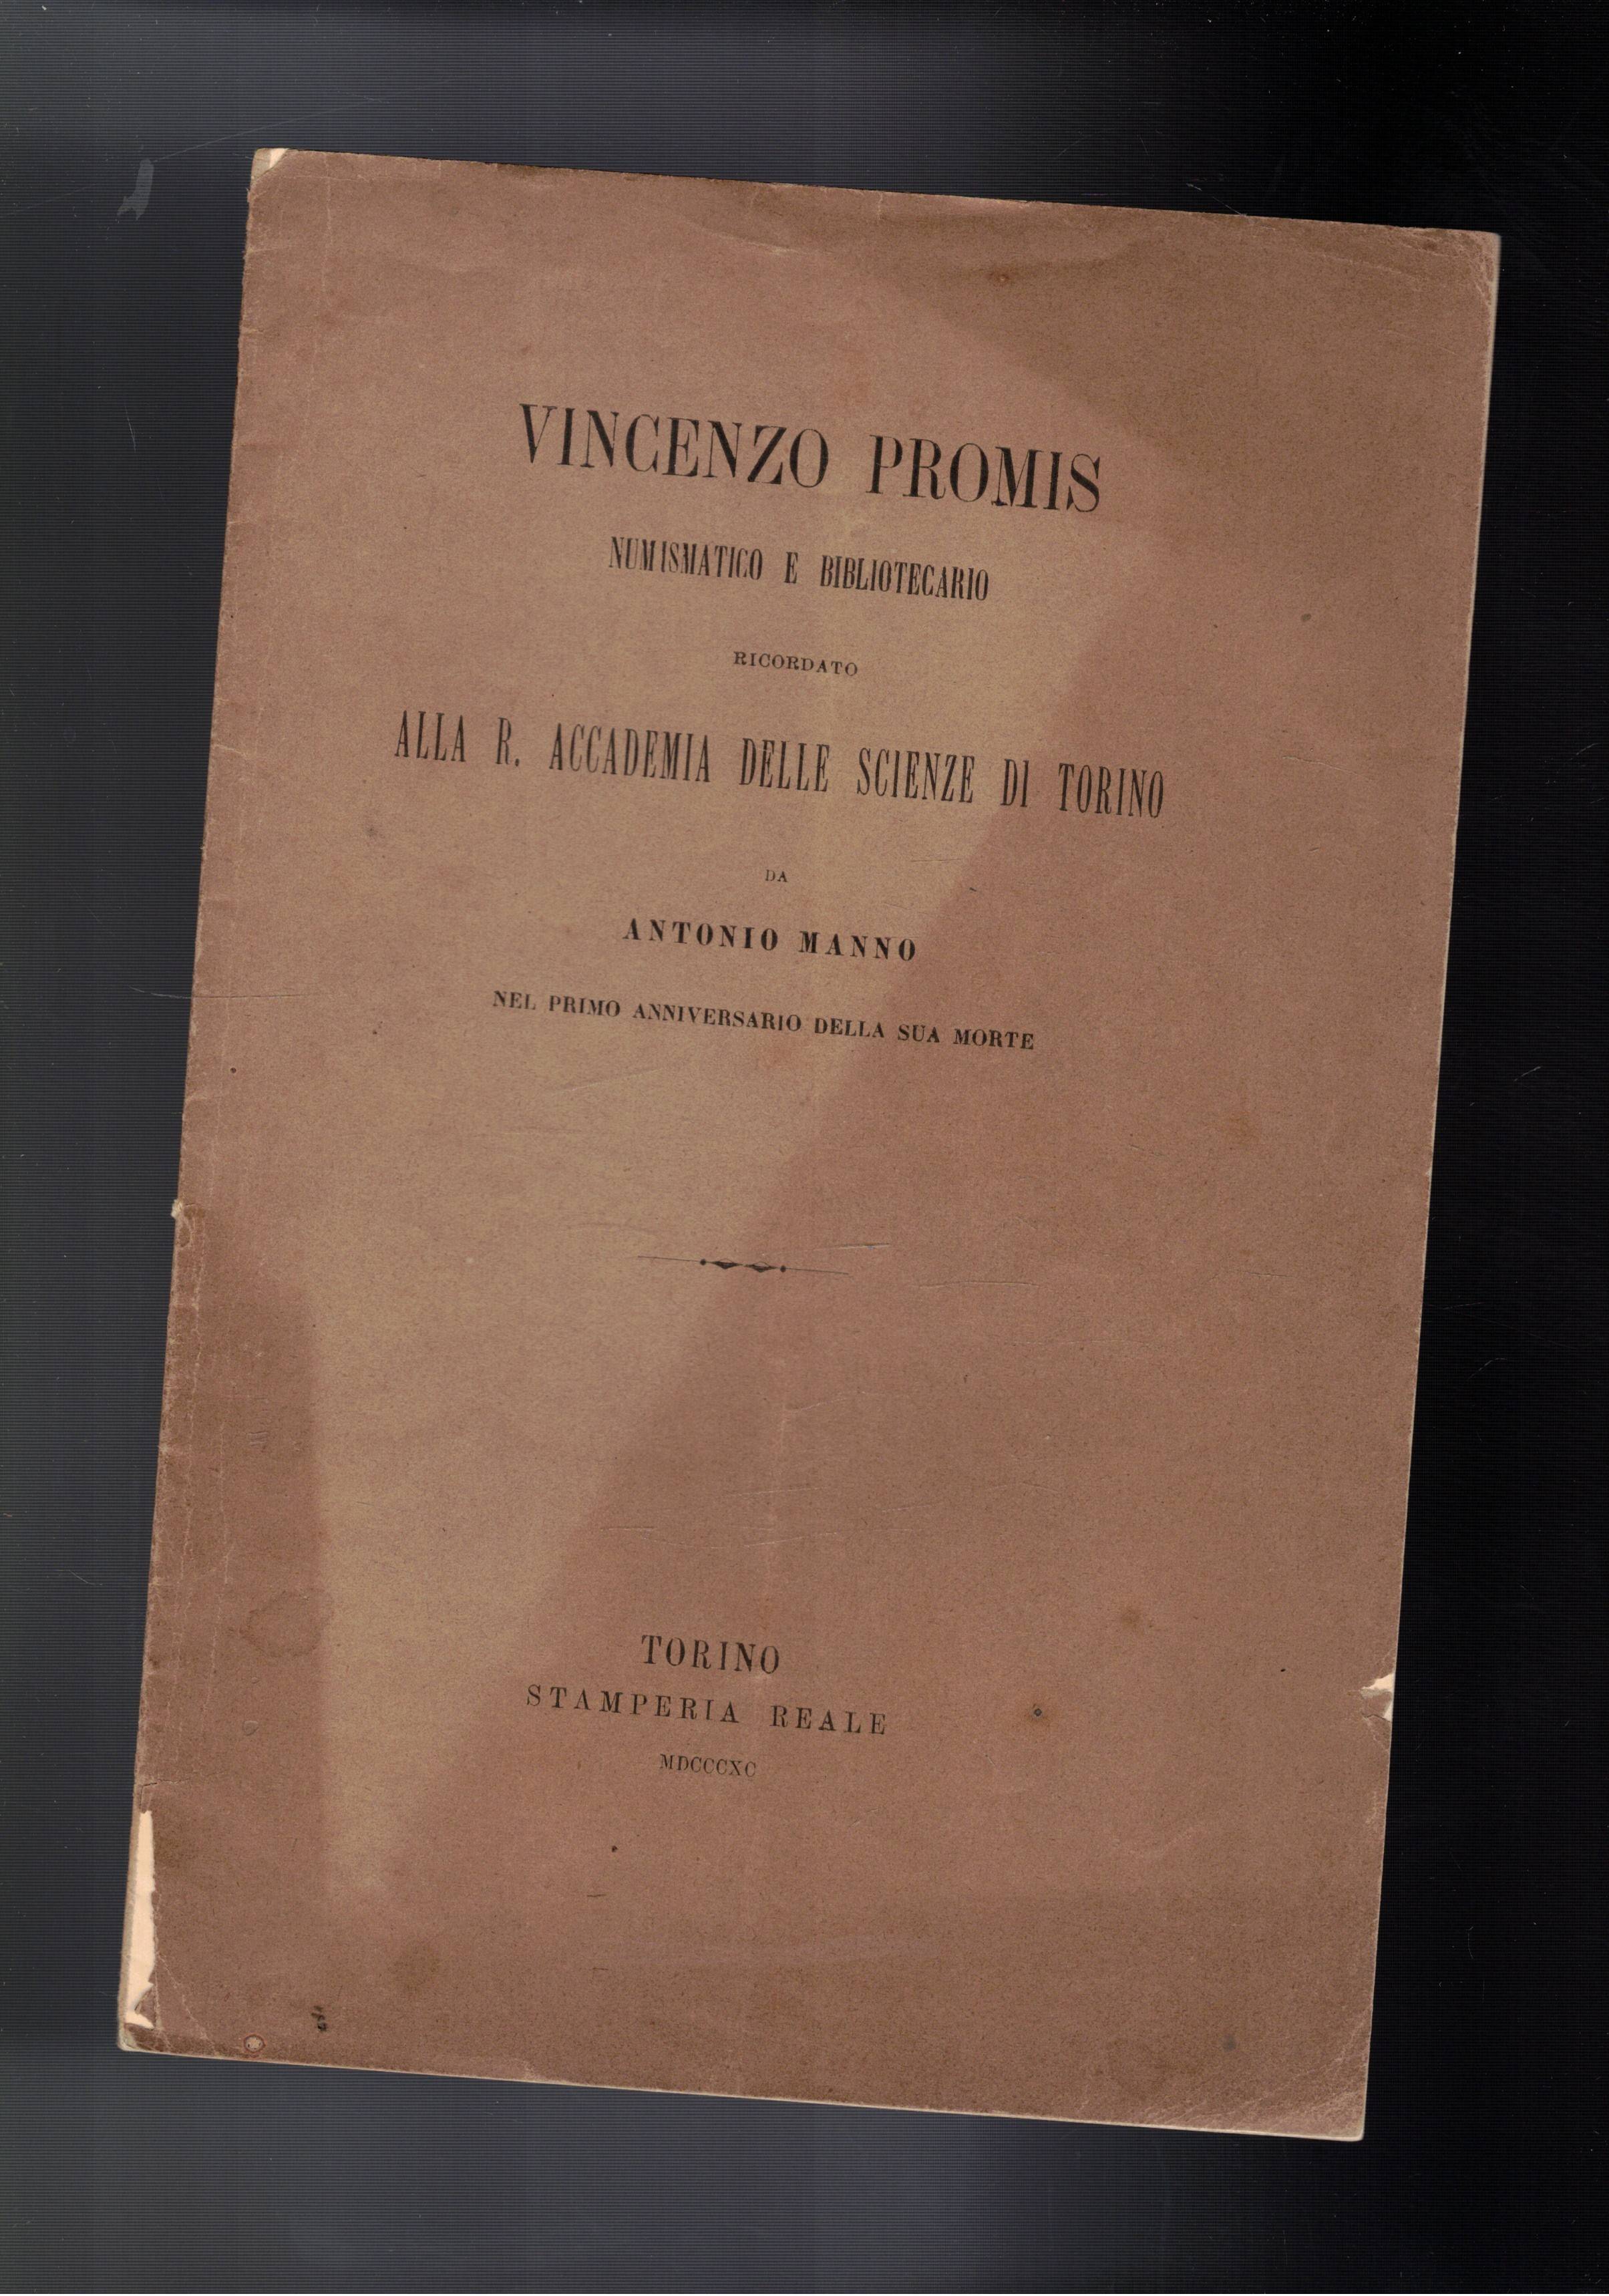 VINCENZO PROMIS
NUMISMATICO E BIBLIOTECARIO
RICORDATO
ALLA R. ACCADEMIA DELLE SCIENZE DI TORINO
DA
ANTONIO MANNO
NEL PRIMO ANNIVERSARIO DELLA SUA MORTE
TORINO
STAMPERIA REALE
MDCCCXC